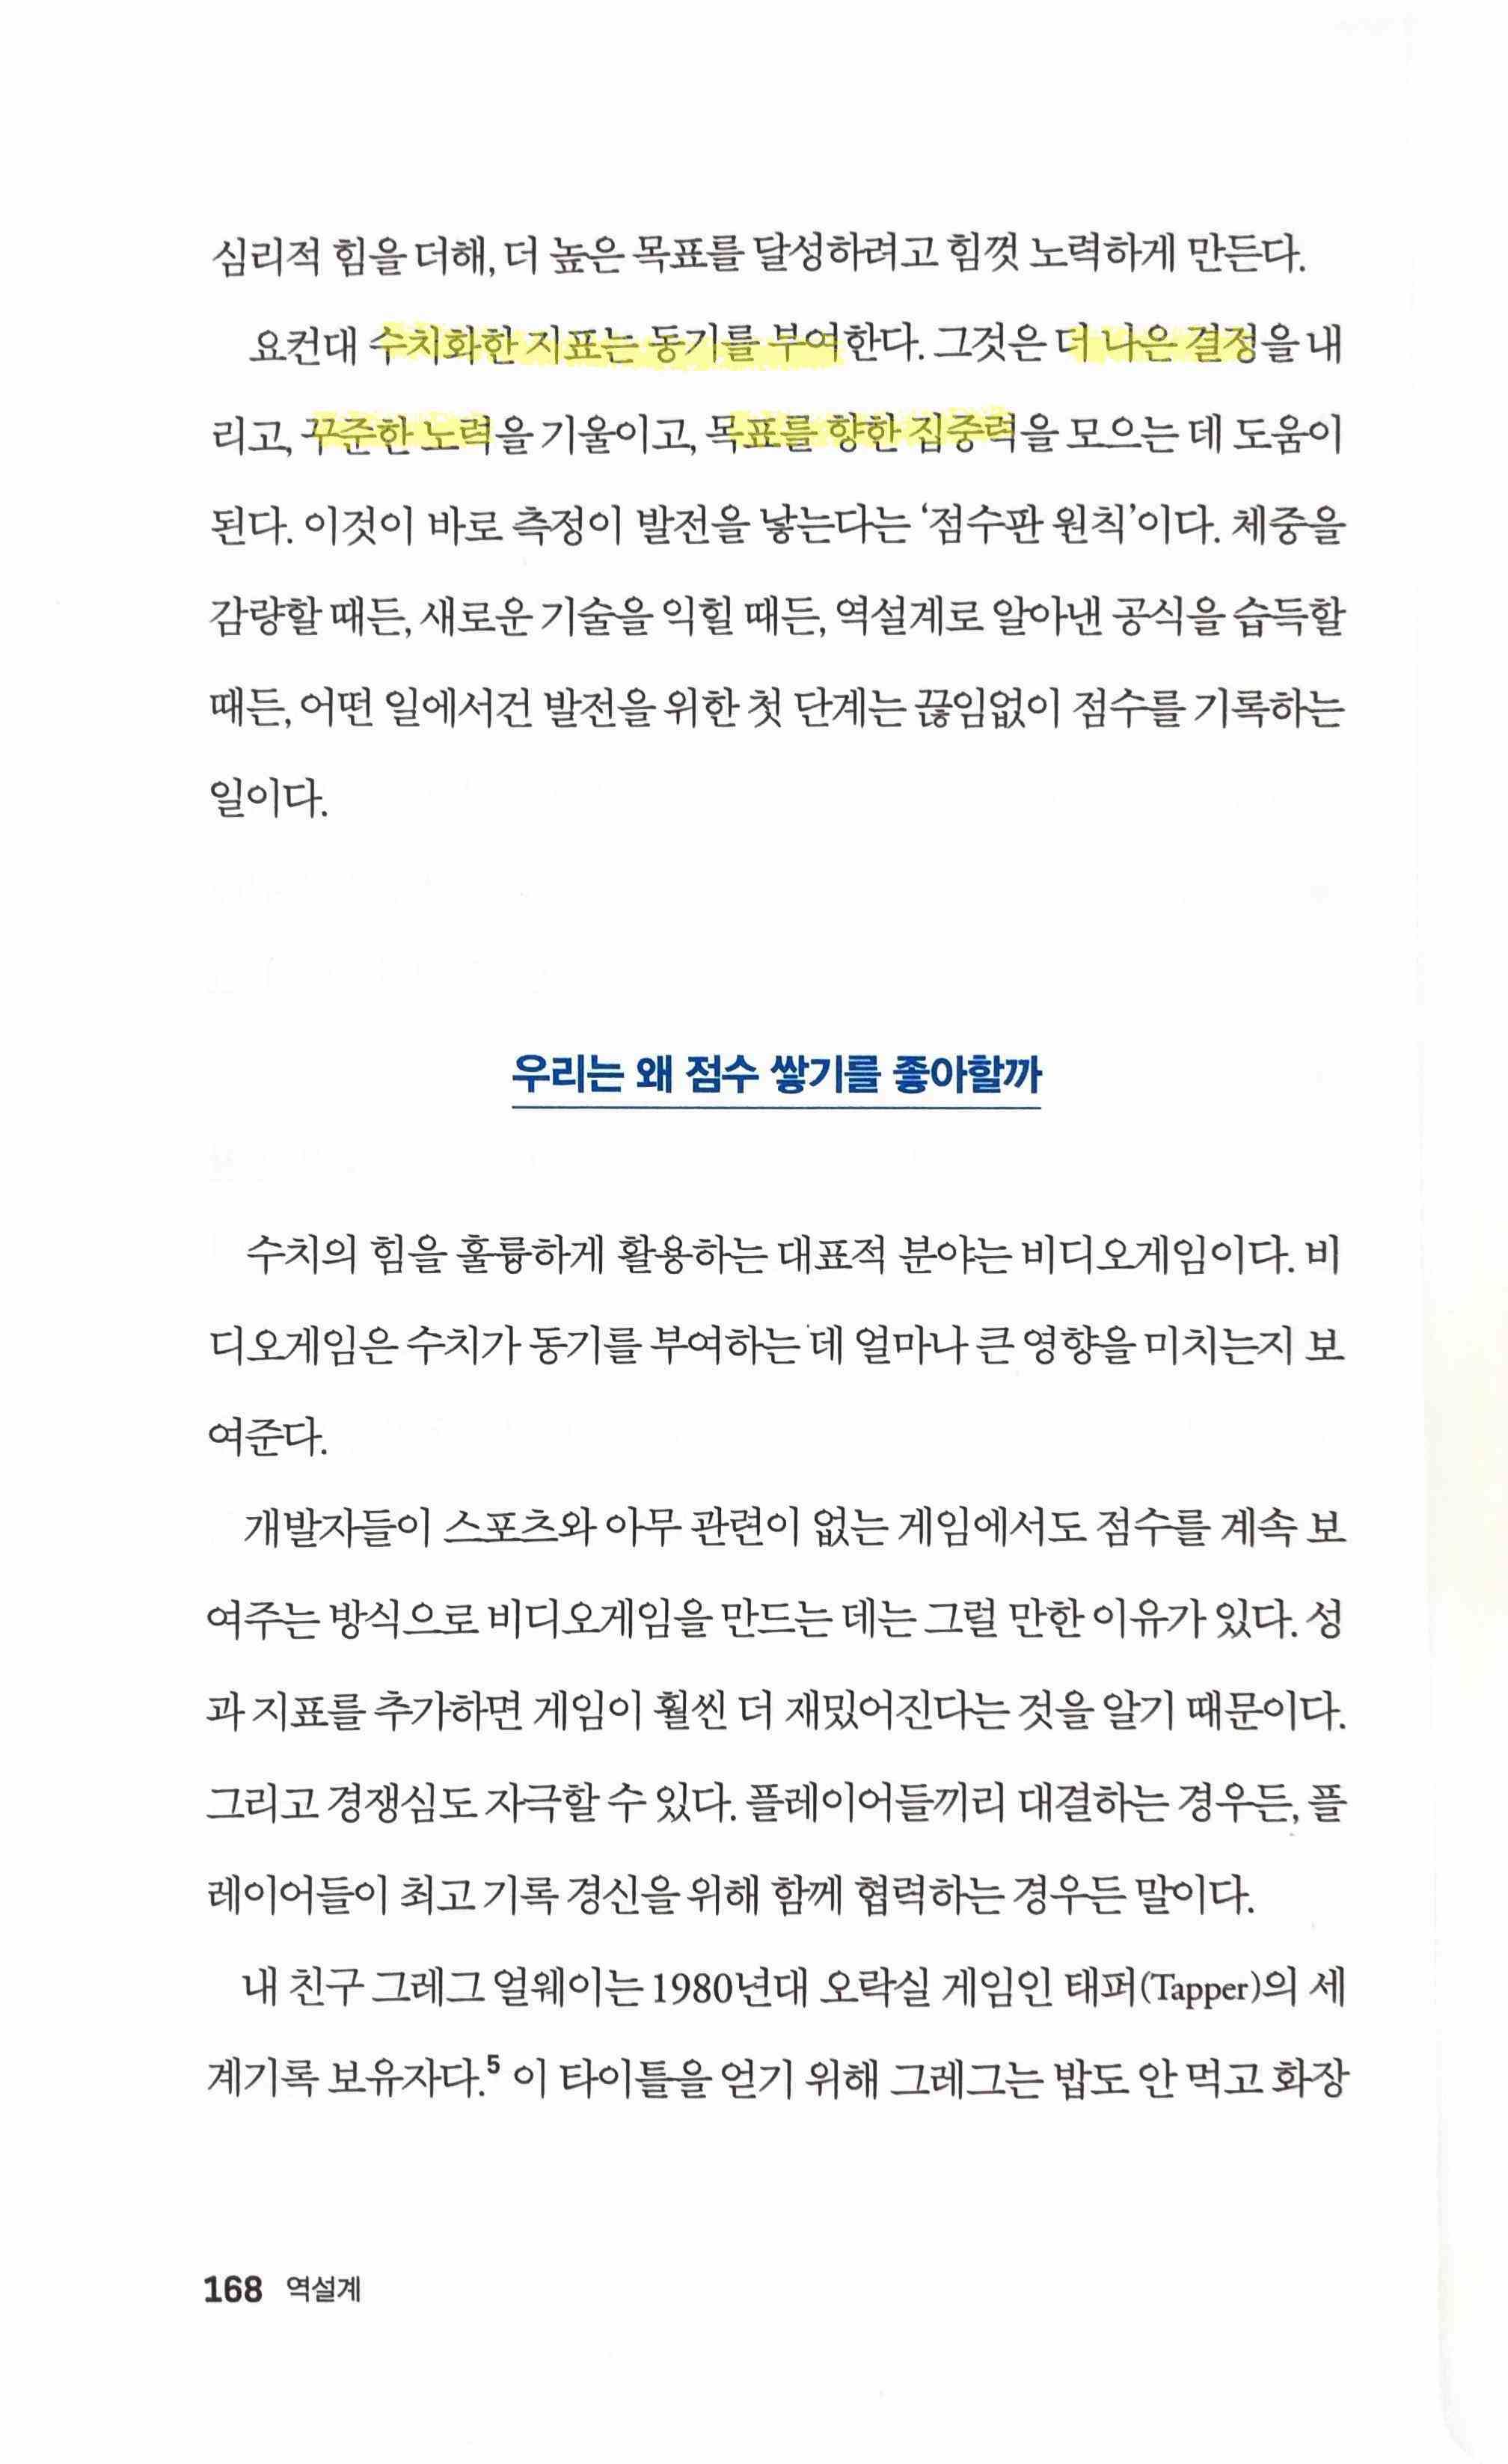 심리적 힘을 더해, 더 높은 목표를 달성하려고 힘껏 노력하게 만든다.
요컨대 수치화한 지표는 동기를 부여한다. 그것은 더 나은 결정을 내
리고, 꾸준한 노력을 기울이고, 목표를 향한 집중력을 모으는 데 도움이
된다. 이것이 바로 측정이 발전을 낳는다는 ‘점수판 원칙’이다. 체중을
감량할 때든, 새로운 기술을 익힐 때든, 역설계로 알아낸 공식을 습득할
때든, 어떤 일에서건 발전을 위한 첫 단계는 끊임없이 점수를 기록하는
일이다.
우리는 왜 점수 쌓기를 좋아할까
수치의 힘을 훌륭하게 활용하는 대표적 분야는 비디오게임이다. 비
디오게임은 수치가 동기를 부여하는 데 얼마나 큰 영향을 미치는지 보
여준다.
개발자들이 스포츠와 아무 관련이 없는 게임에서도 점수를 계속 보
여주는 방식으로 비디오게임을 만드는 데는 그럴 만한 이유가 있다. 성
과 지표를 추가하면 게임이 훨씬 더 재밌어진다는 것을 알기 때문이다.
그리고 경쟁심도 자극할 수 있다. 플레이어들끼리 대결하는 경우든, 플
레이어들이 최고 기록 경신을 위해 함께 협력하는 경우든 말이다.
내 친구 그레그 얼웨이는 1980년대 오락실 게임인 태퍼(Tapper)의 세
계기록 보유자다.⁵ 이 타이틀을 얻기 위해 그레그는 밥도 안 먹고 화장
168 역설계